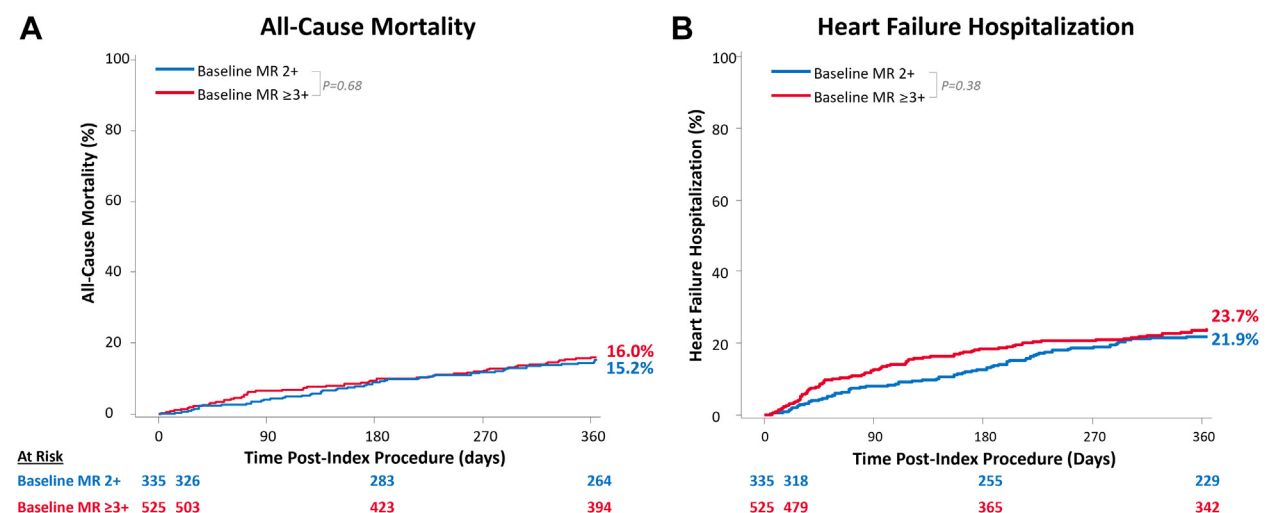 A
All-Cause Mortality
100
80
60
40
20
0
All-Cause Mortality (%)
Baseline MR 2+
Baseline MR ≥3+
P=0.68
16.0%
15.2%
0 90 180 270 360
Time Post-Index Procedure (days)
B
Heart Failure Hospitalization
100
80
60
40
20
0
Heart Failure Hospitalization (%)
Baseline MR 2+
Baseline MR ≥3+
P=0.38
23.7%
21.9%
0 90 180 270 360
Time Post-Index Procedure (Days)
At Risk
Baseline MR 2+ 335 326 283 264 335 318 255 229
Baseline MR ≥3+ 525 503 423 394 525 479 365 342